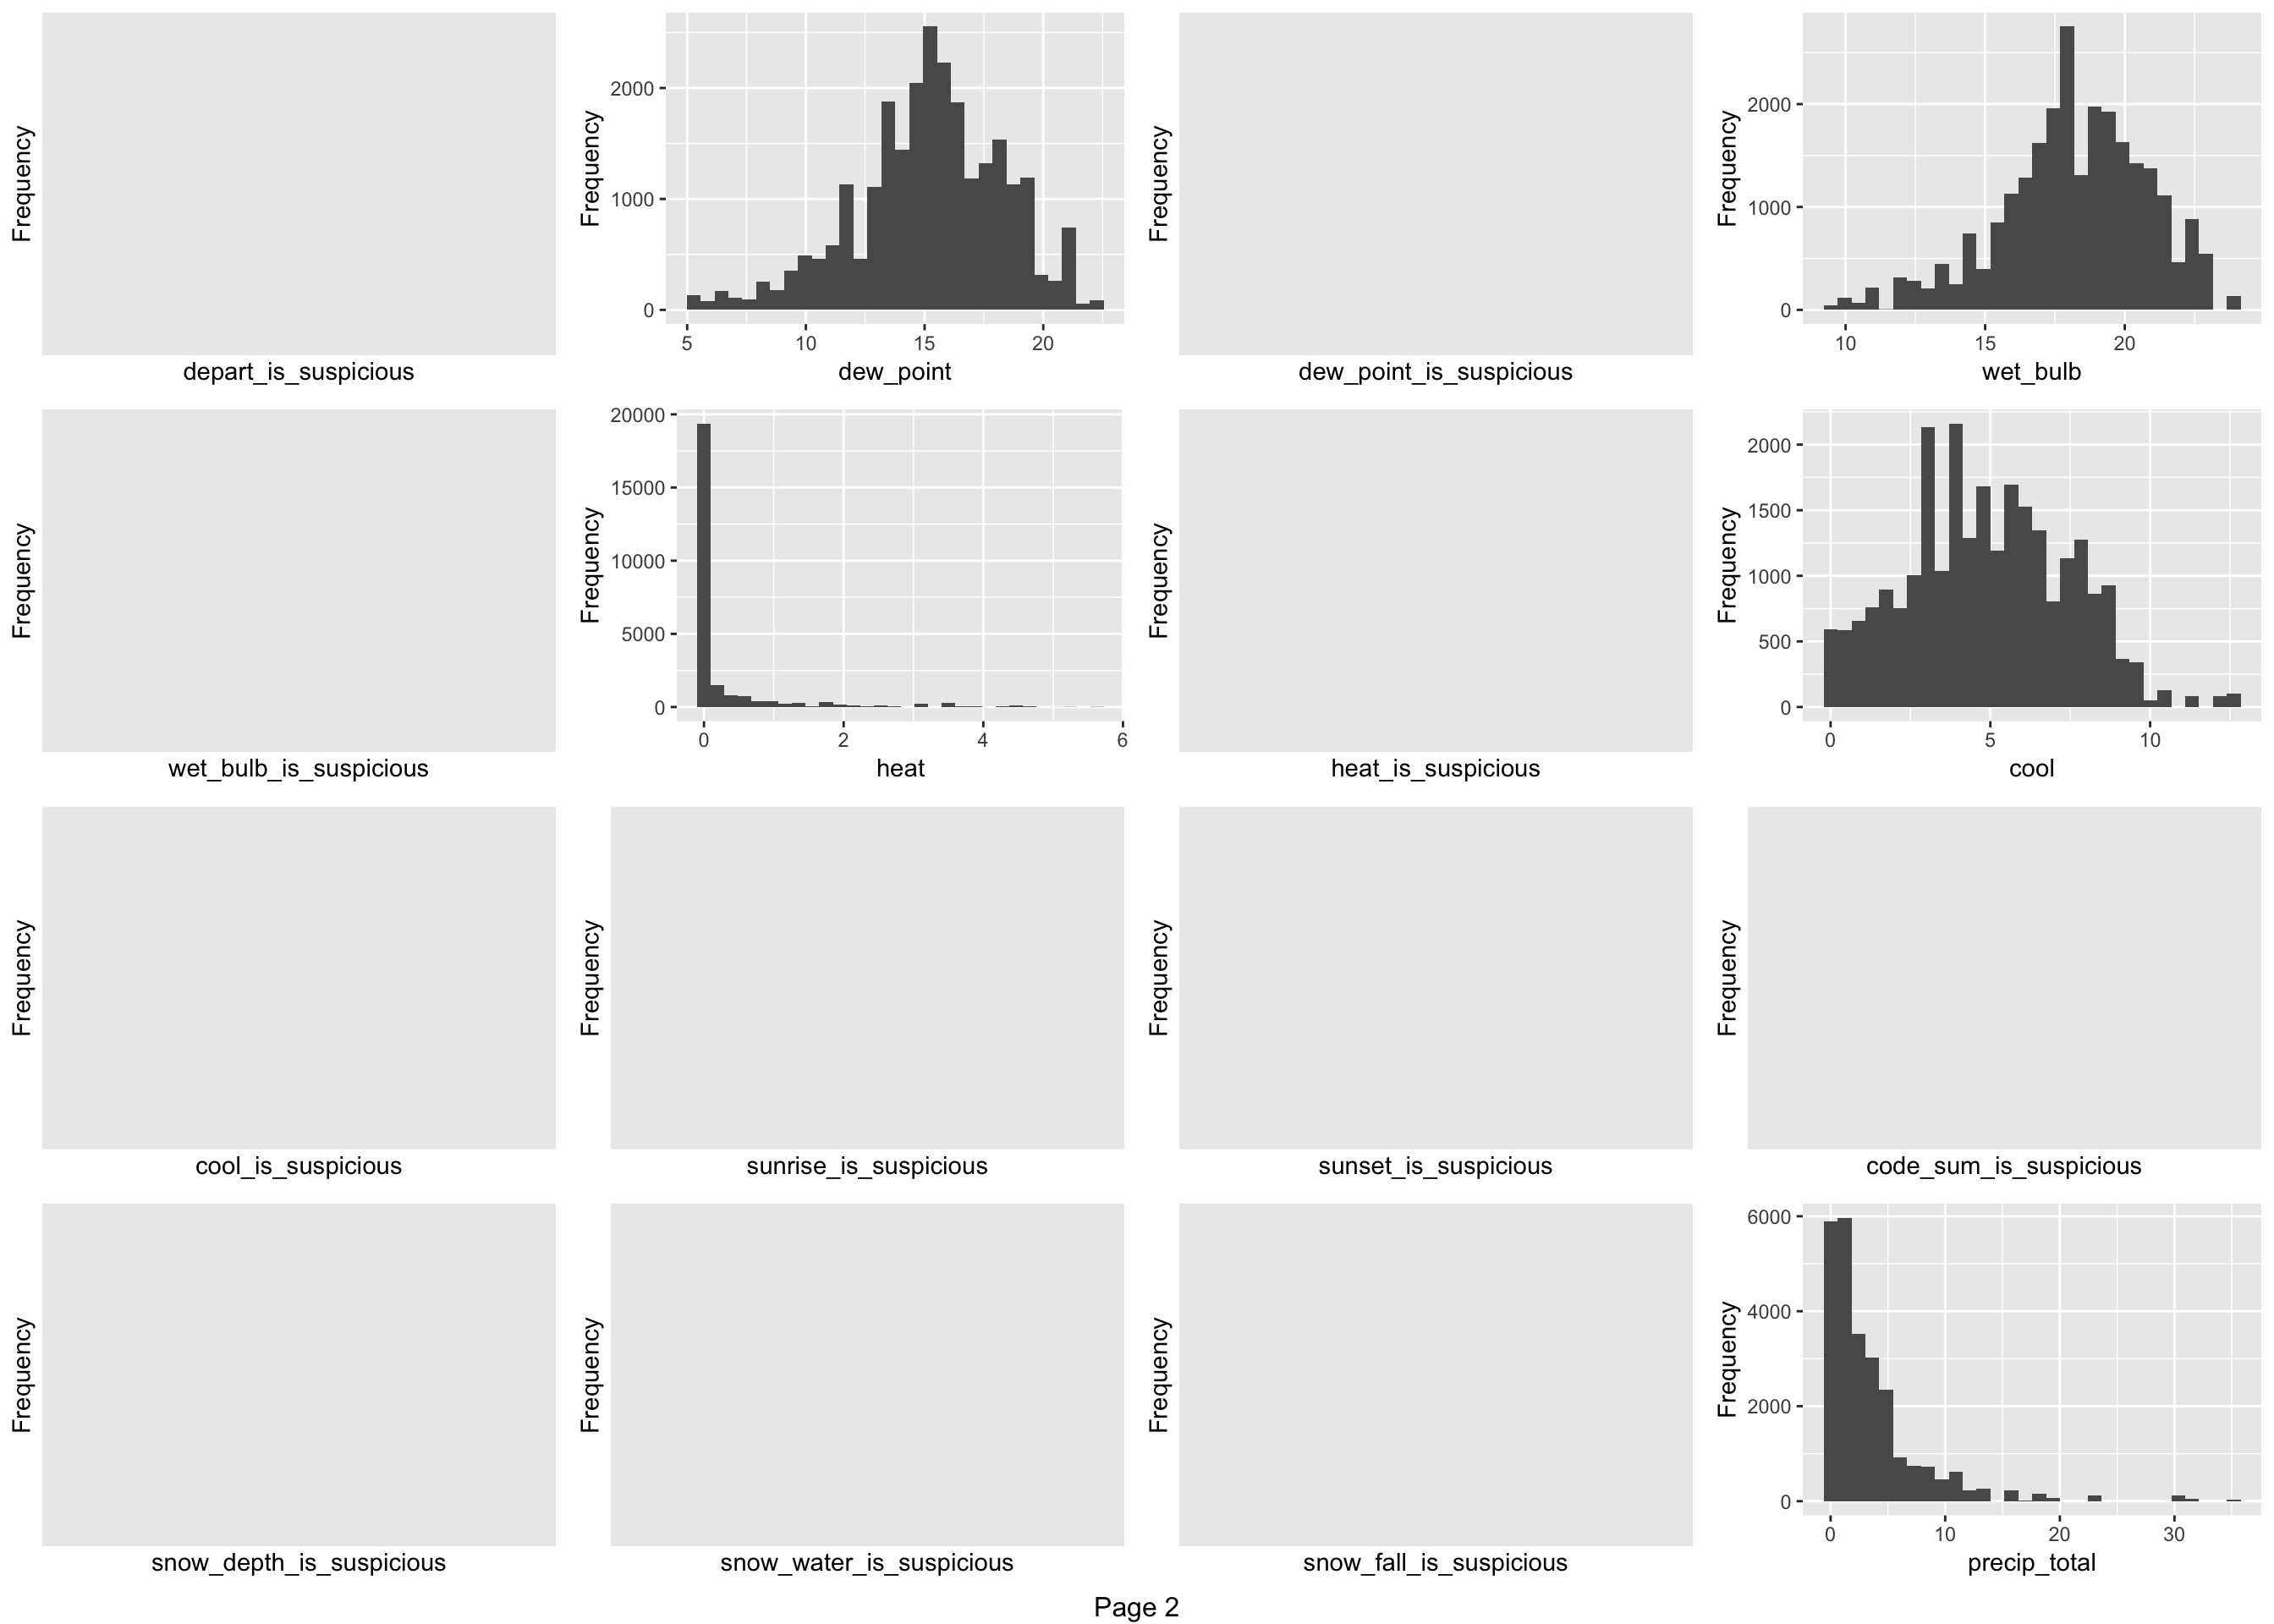 Frequency
depart_is_suspicious
Frequency
2000
1000
0
5 10 15 20
dew_point
Frequency
dew_point_is_suspicious
Frequency
2000
1000
0
10 15 20
wet_bulb
Frequency
wet_bulb_is_suspicious
Frequency
20000
15000
10000
5000
0
0 2 4 6
heat
Frequency
heat_is_suspicious
Frequency
2000
1500
1000
500
0
0 5 10
cool
Frequency
cool_is_suspicious
Frequency
sunrise_is_suspicious
Frequency
sunset_is_suspicious
Frequency
code_sum_is_suspicious
Frequency
snow_depth_is_suspicious
Frequency
snow_water_is_suspicious
Frequency
snow_fall_is_suspicious
Frequency
6000
4000
2000
0
0 10 20 30
precip_total
Page 2